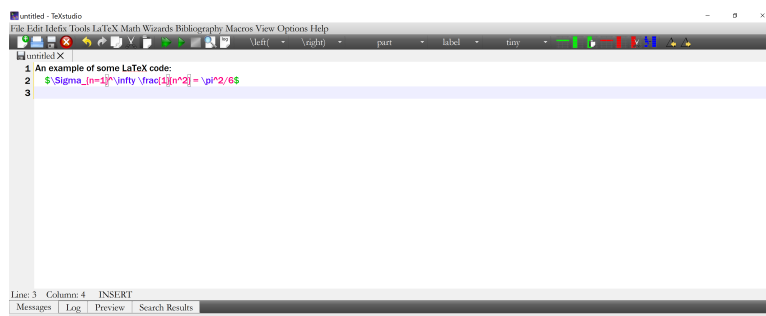 untitled - TeXstudio
File Edit Idefix Tools LaTeX Math Wizards Bibliography Macros View Options Help
\left( \right) part label tiny
untitled
1 An example of some LaTeX code:
2 $\Sigma_{n=1}^\infty \frac{1}{n^2} = \pi^2/6$
3
Line: 3 Column: 4 INSERT
Messages Log Preview Search Results